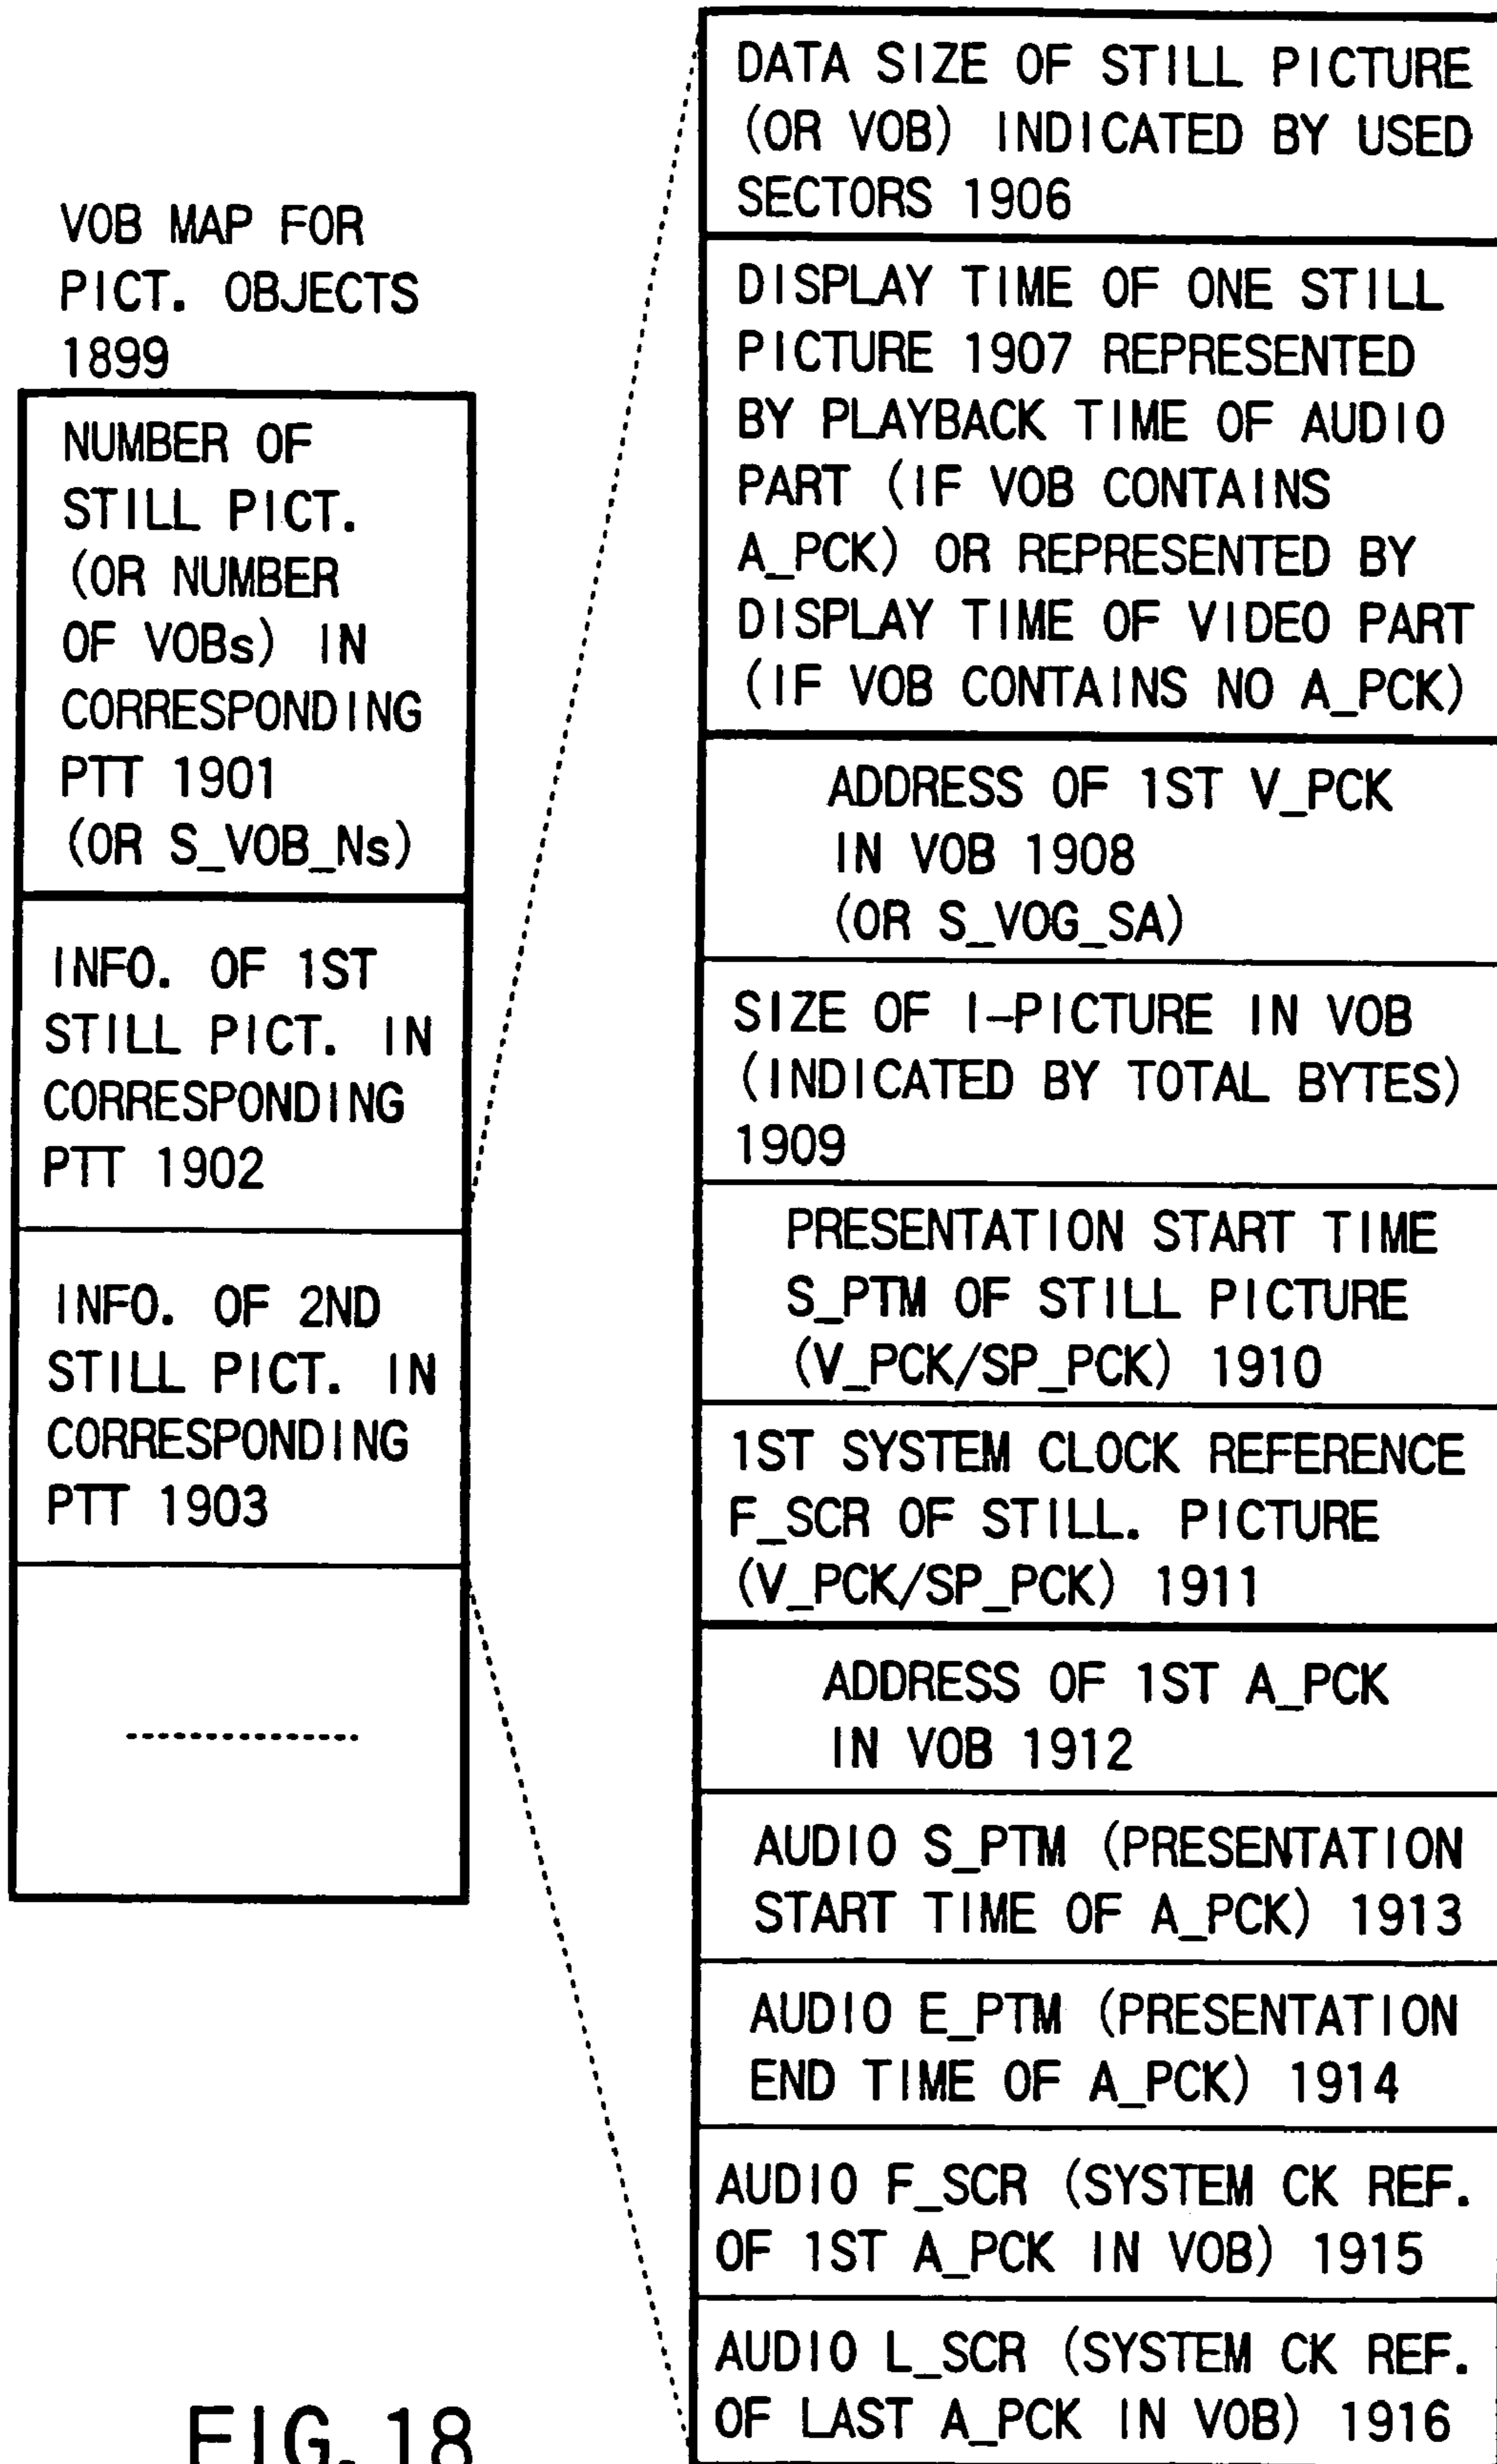 VOB MAP FOR
PICT. OBJECTS
1899
NUMBER OF
STILL PICT.
(OR NUMBER
OF VOBs) IN
CORRESPONDING
PTT 1901
(OR S_VOB_Ns)
INFO. OF 1ST
STILL PICT. IN
CORRESPONDING
PTT 1902
INFO. OF 2ND
STILL PICT. IN
CORRESPONDING
PTT 1903
DATA SIZE OF STILL PICTURE
(OR VOB) INDICATED BY USED
SECTORS 1906
DISPLAY TIME OF ONE STILL
PICTURE 1907 REPRESENTED
BY PLAYBACK TIME OF AUDIO
PART (IF VOB CONTAINS
A_PCK) OR REPRESENTED BY
DISPLAY TIME OF VIDEO PART
(IF VOB CONTAINS NO A_PCK)
ADDRESS OF 1ST V_PCK
IN VOB 1908
(OR S_VOG_SA)
SIZE OF I-PICTURE IN VOB
(INDICATED BY TOTAL BYTES)
1909
PRESENTATION START TIME
S_PTM OF STILL PICTURE
(V_PCK/SP_PCK) 1910
1ST SYSTEM CLOCK REFERENCE
F_SCR OF STILL. PICTURE
(V_PCK/SP_PCK) 1911
ADDRESS OF 1ST A_PCK
IN VOB 1912
AUDIO S_PTM (PRESENTATION
START TIME OF A_PCK) 1913
AUDIO E_PTM (PRESENTATION
END TIME OF A_PCK) 1914
AUDIO F_SCR (SYSTEM CK REF.
OF 1ST A_PCK IN VOB) 1915
AUDIO L_SCR (SYSTEM CK REF.
OF LAST A_PCK IN VOB) 1916
FIG. 18